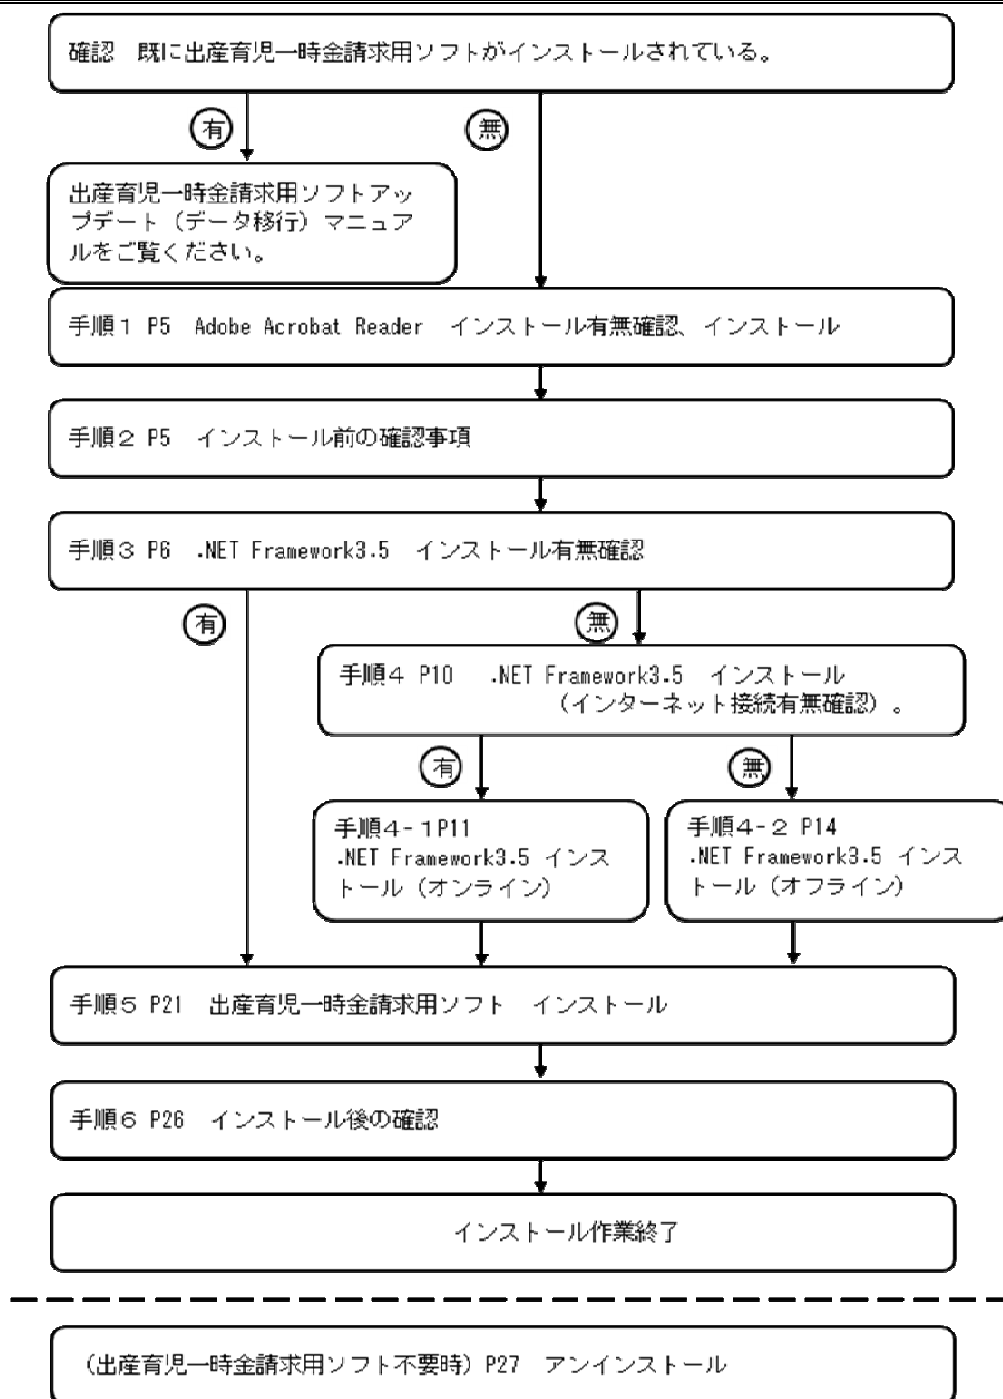 確認　既に出産育児一時金請求用ソフトがインストールされている。
有
無
出産育児一時金請求用ソフトアッ
プデート（データ移行）マニュア
ルをご覧ください。
手順１ P5　Adobe Acrobat Reader　インストール有無確認、インストール
手順２ P5　インストール前の確認事項
手順３ P6　.NET Framework3.5　インストール有無確認
有
無
手順４ P10　.NET Framework3.5　インストール
（インターネット接続有無確認）。
有
無
手順４-１P11
.NET Framework3.5 インス
トール（オンライン）
手順４-２ P14
.NET Framework3.5 インス
トール（オフライン）
手順５ P21　出産育児一時金請求用ソフト　インストール
手順６ P26　インストール後の確認
インストール作業終了
（出産育児一時金請求用ソフト不要時）P27　アンインストール